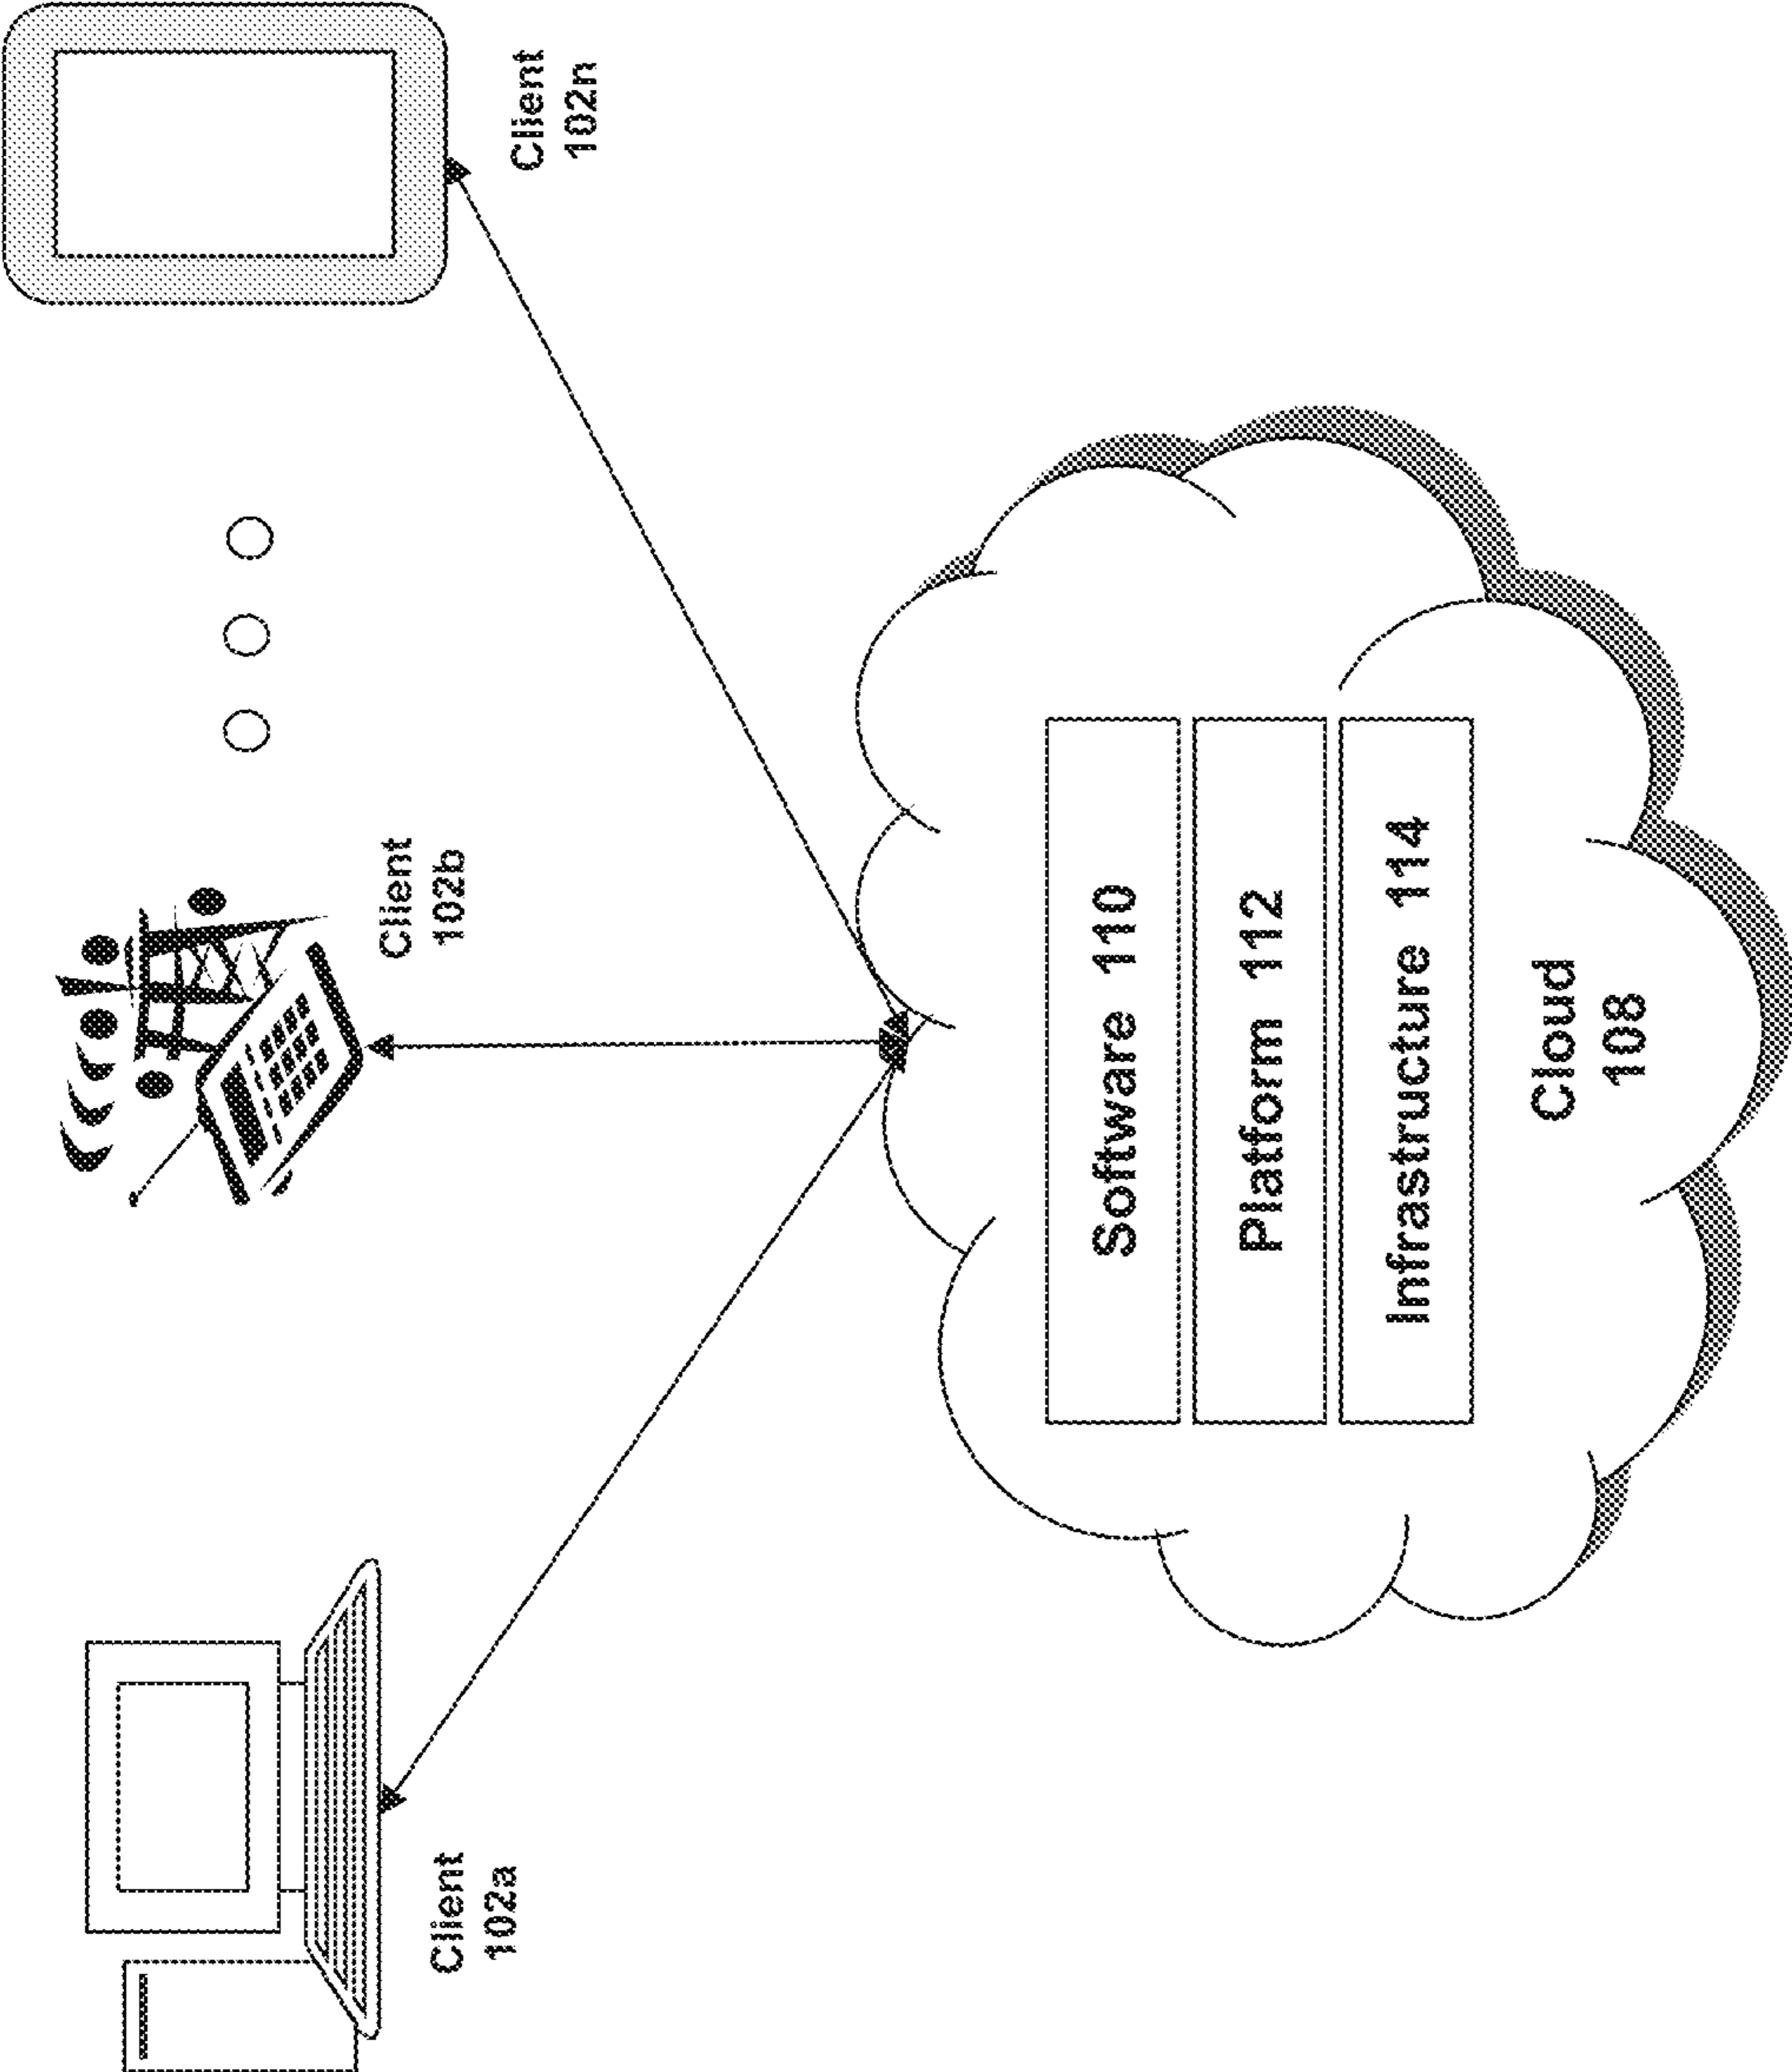 Client
102a
Client
102b
Client
102n
Software 110
Platform 112
Infrastructure 114
Cloud
108